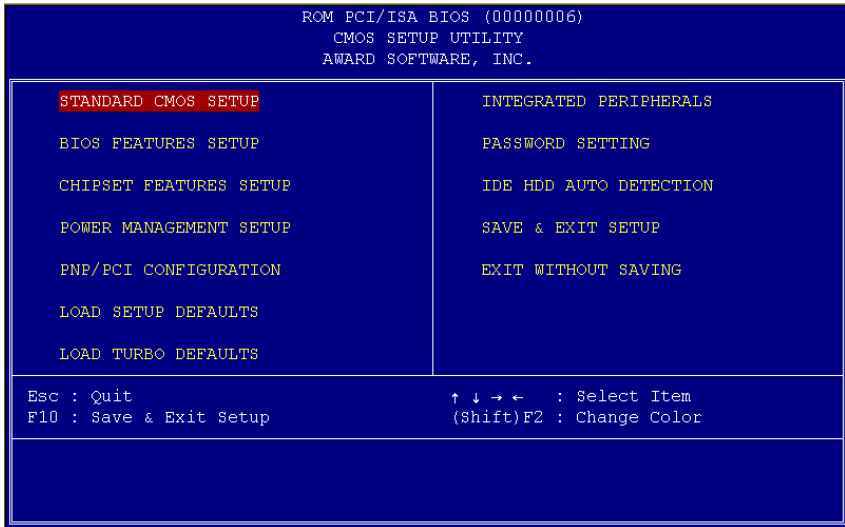 ROM PCI/ISA BIOS (00000006)
CMOS SETUP UTILITY
AWARD SOFTWARE, INC.
STANDARD CMOS SETUP
BIOS FEATURES SETUP
CHIPSET FEATURES SETUP
POWER MANAGEMENT SETUP
PNP/PCI CONFIGURATION
LOAD SETUP DEFAULTS
LOAD TURBO DEFAULTS
INTEGRATED PERIPHERALS
PASSWORD SETTING
IDE HDD AUTO DETECTION
SAVE & EXIT SETUP
EXIT WITHOUT SAVING
Esc : Quit
F10 : Save & Exit Setup
↑ ↓ → ← : Select Item
(Shift)F2 : Change Color